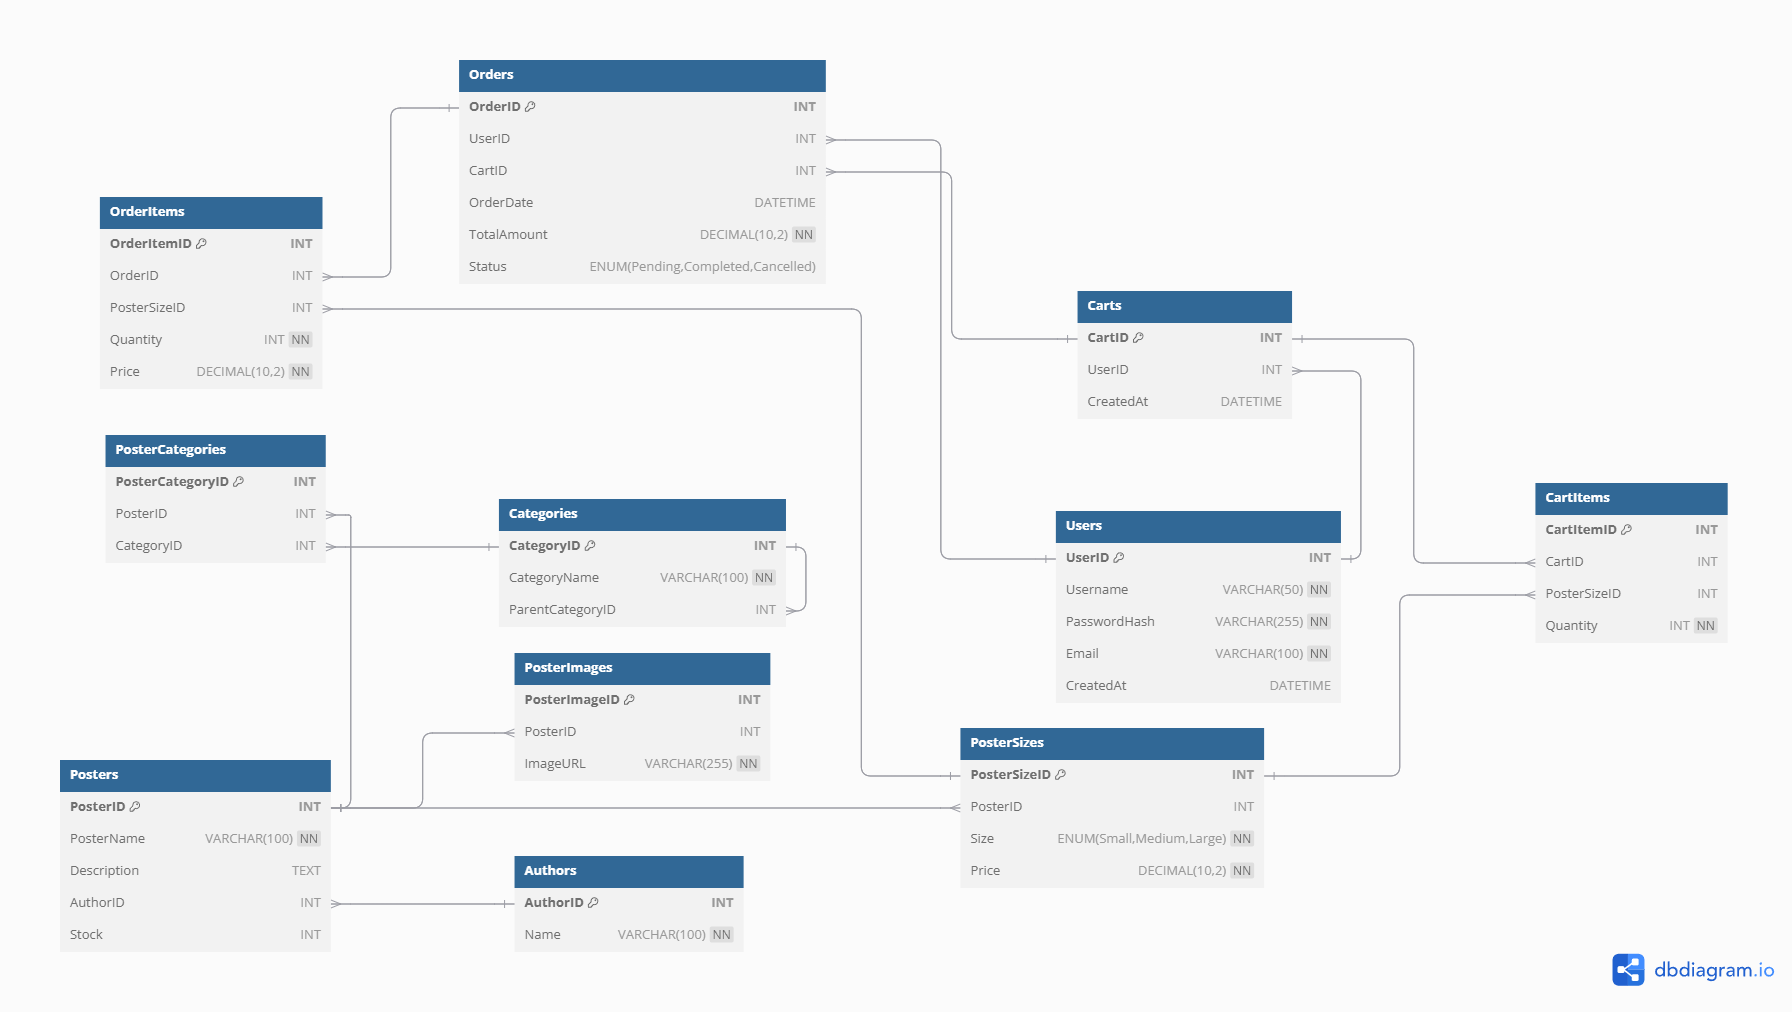 Orders
OrderID INT
UserID INT
CartID INT
OrderDate DATETIME
TotalAmount DECIMAL(10,2) NN
Status ENUM(Pending,Completed,Cancelled)
OrderItems
OrderItemID INT
OrderID INT
PosterSizeID INT
Quantity INT NN
Price DECIMAL(10,2) NN
Carts
CartID INT
UserID INT
CreatedAt DATETIME
PosterCategories
PosterCategoryID INT
PosterID INT
CategoryID INT
Categories
CategoryID INT
CategoryName VARCHAR(100) NN
ParentCategoryID INT
Users
UserID INT
Username VARCHAR(50) NN
PasswordHash VARCHAR(255) NN
Email VARCHAR(100) NN
CreatedAt DATETIME
CartItems
CartItemID INT
CartID INT
PosterSizeID INT
Quantity INT NN
PosterImages
PosterImageID INT
PosterID INT
ImageURL VARCHAR(255) NN
Posters
PosterID INT
PosterName VARCHAR(100) NN
Description TEXT
AuthorID INT
Stock INT
PosterSizes
PosterSizeID INT
PosterID INT
Size ENUM(Small,Medium,Large) NN
Price DECIMAL(10,2) NN
Authors
AuthorID INT
Name VARCHAR(100) NN
dbdiagram.io